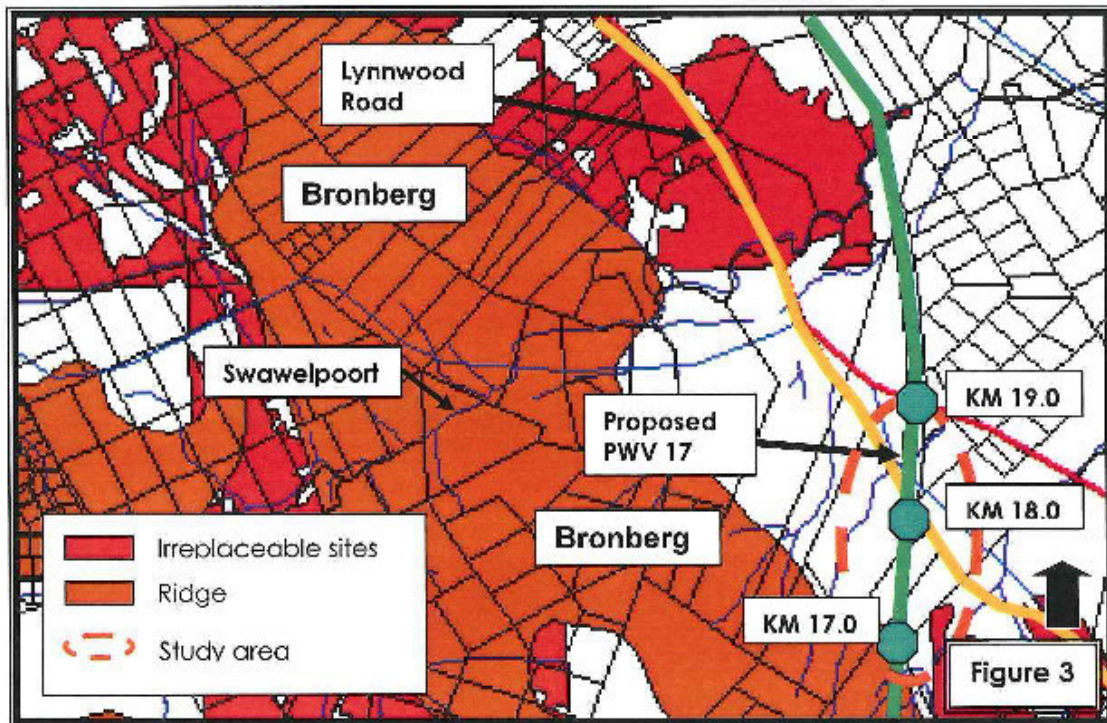 Lynnwood
Road
Bronberg
Swawelpoort
KM 19.0
Proposed
PWV 17
KM 18.0
Bronberg
KM 17.0
Irreplaceable sites
Ridge
Study area
Figure 3